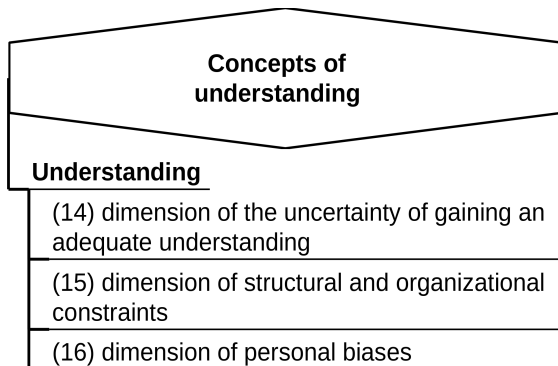 Concepts of
understanding
Understanding
(14) dimension of the uncertainty of gaining an
adequate understanding
(15) dimension of structural and organizational
constraints
(16) dimension of personal biases